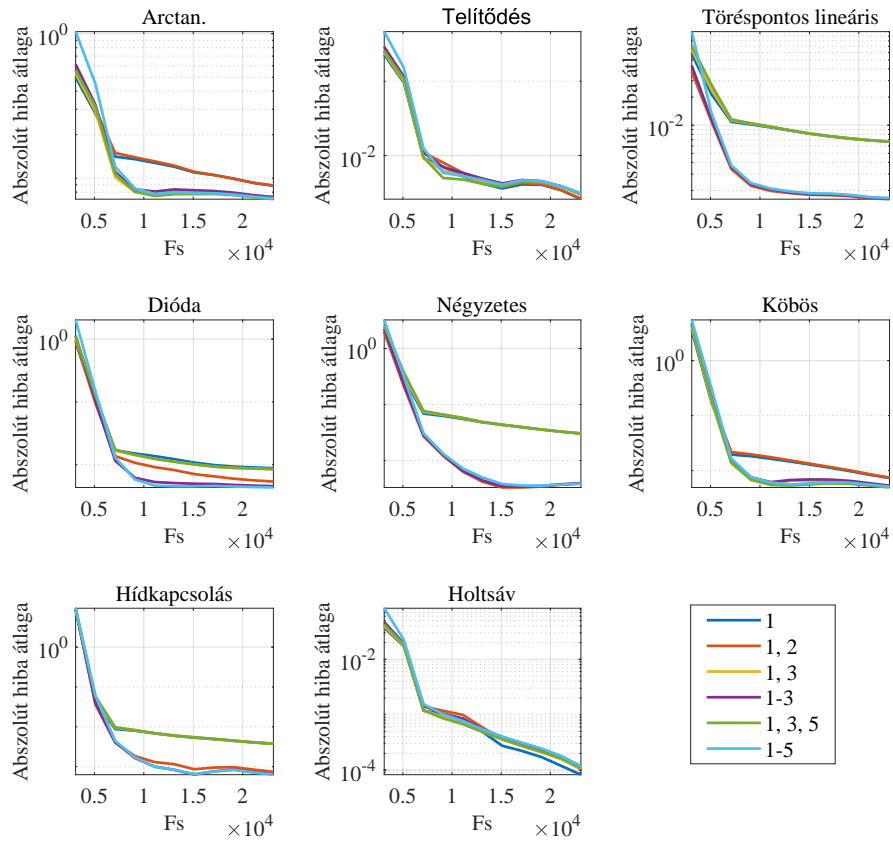 Arctan.
Abszolút hiba átlaga
10^0
0.5 1 1.5 2
Fs ×10^4
Telítődés
Abszolút hiba átlaga
10^-2
0.5 1 1.5 2
Fs ×10^4
Töréspontos lineáris
Abszolút hiba átlaga
10^-2
0.5 1 1.5 2
Fs ×10^4
Dióda
Abszolút hiba átlaga
10^0
0.5 1 1.5 2
Fs ×10^4
Négyzetes
Abszolút hiba átlaga
10^0
0.5 1 1.5 2
Fs ×10^4
Köbös
Abszolút hiba átlaga
10^0
0.5 1 1.5 2
Fs ×10^4
Hídkapcsolás
Abszolút hiba átlaga
10^0
0.5 1 1.5 2
Fs ×10^4
Holtsáv
Abszolút hiba átlaga
10^-2
10^-4
0.5 1 1.5 2
Fs ×10^4
1
1, 2
1, 3
1-3
1, 3, 5
1-5